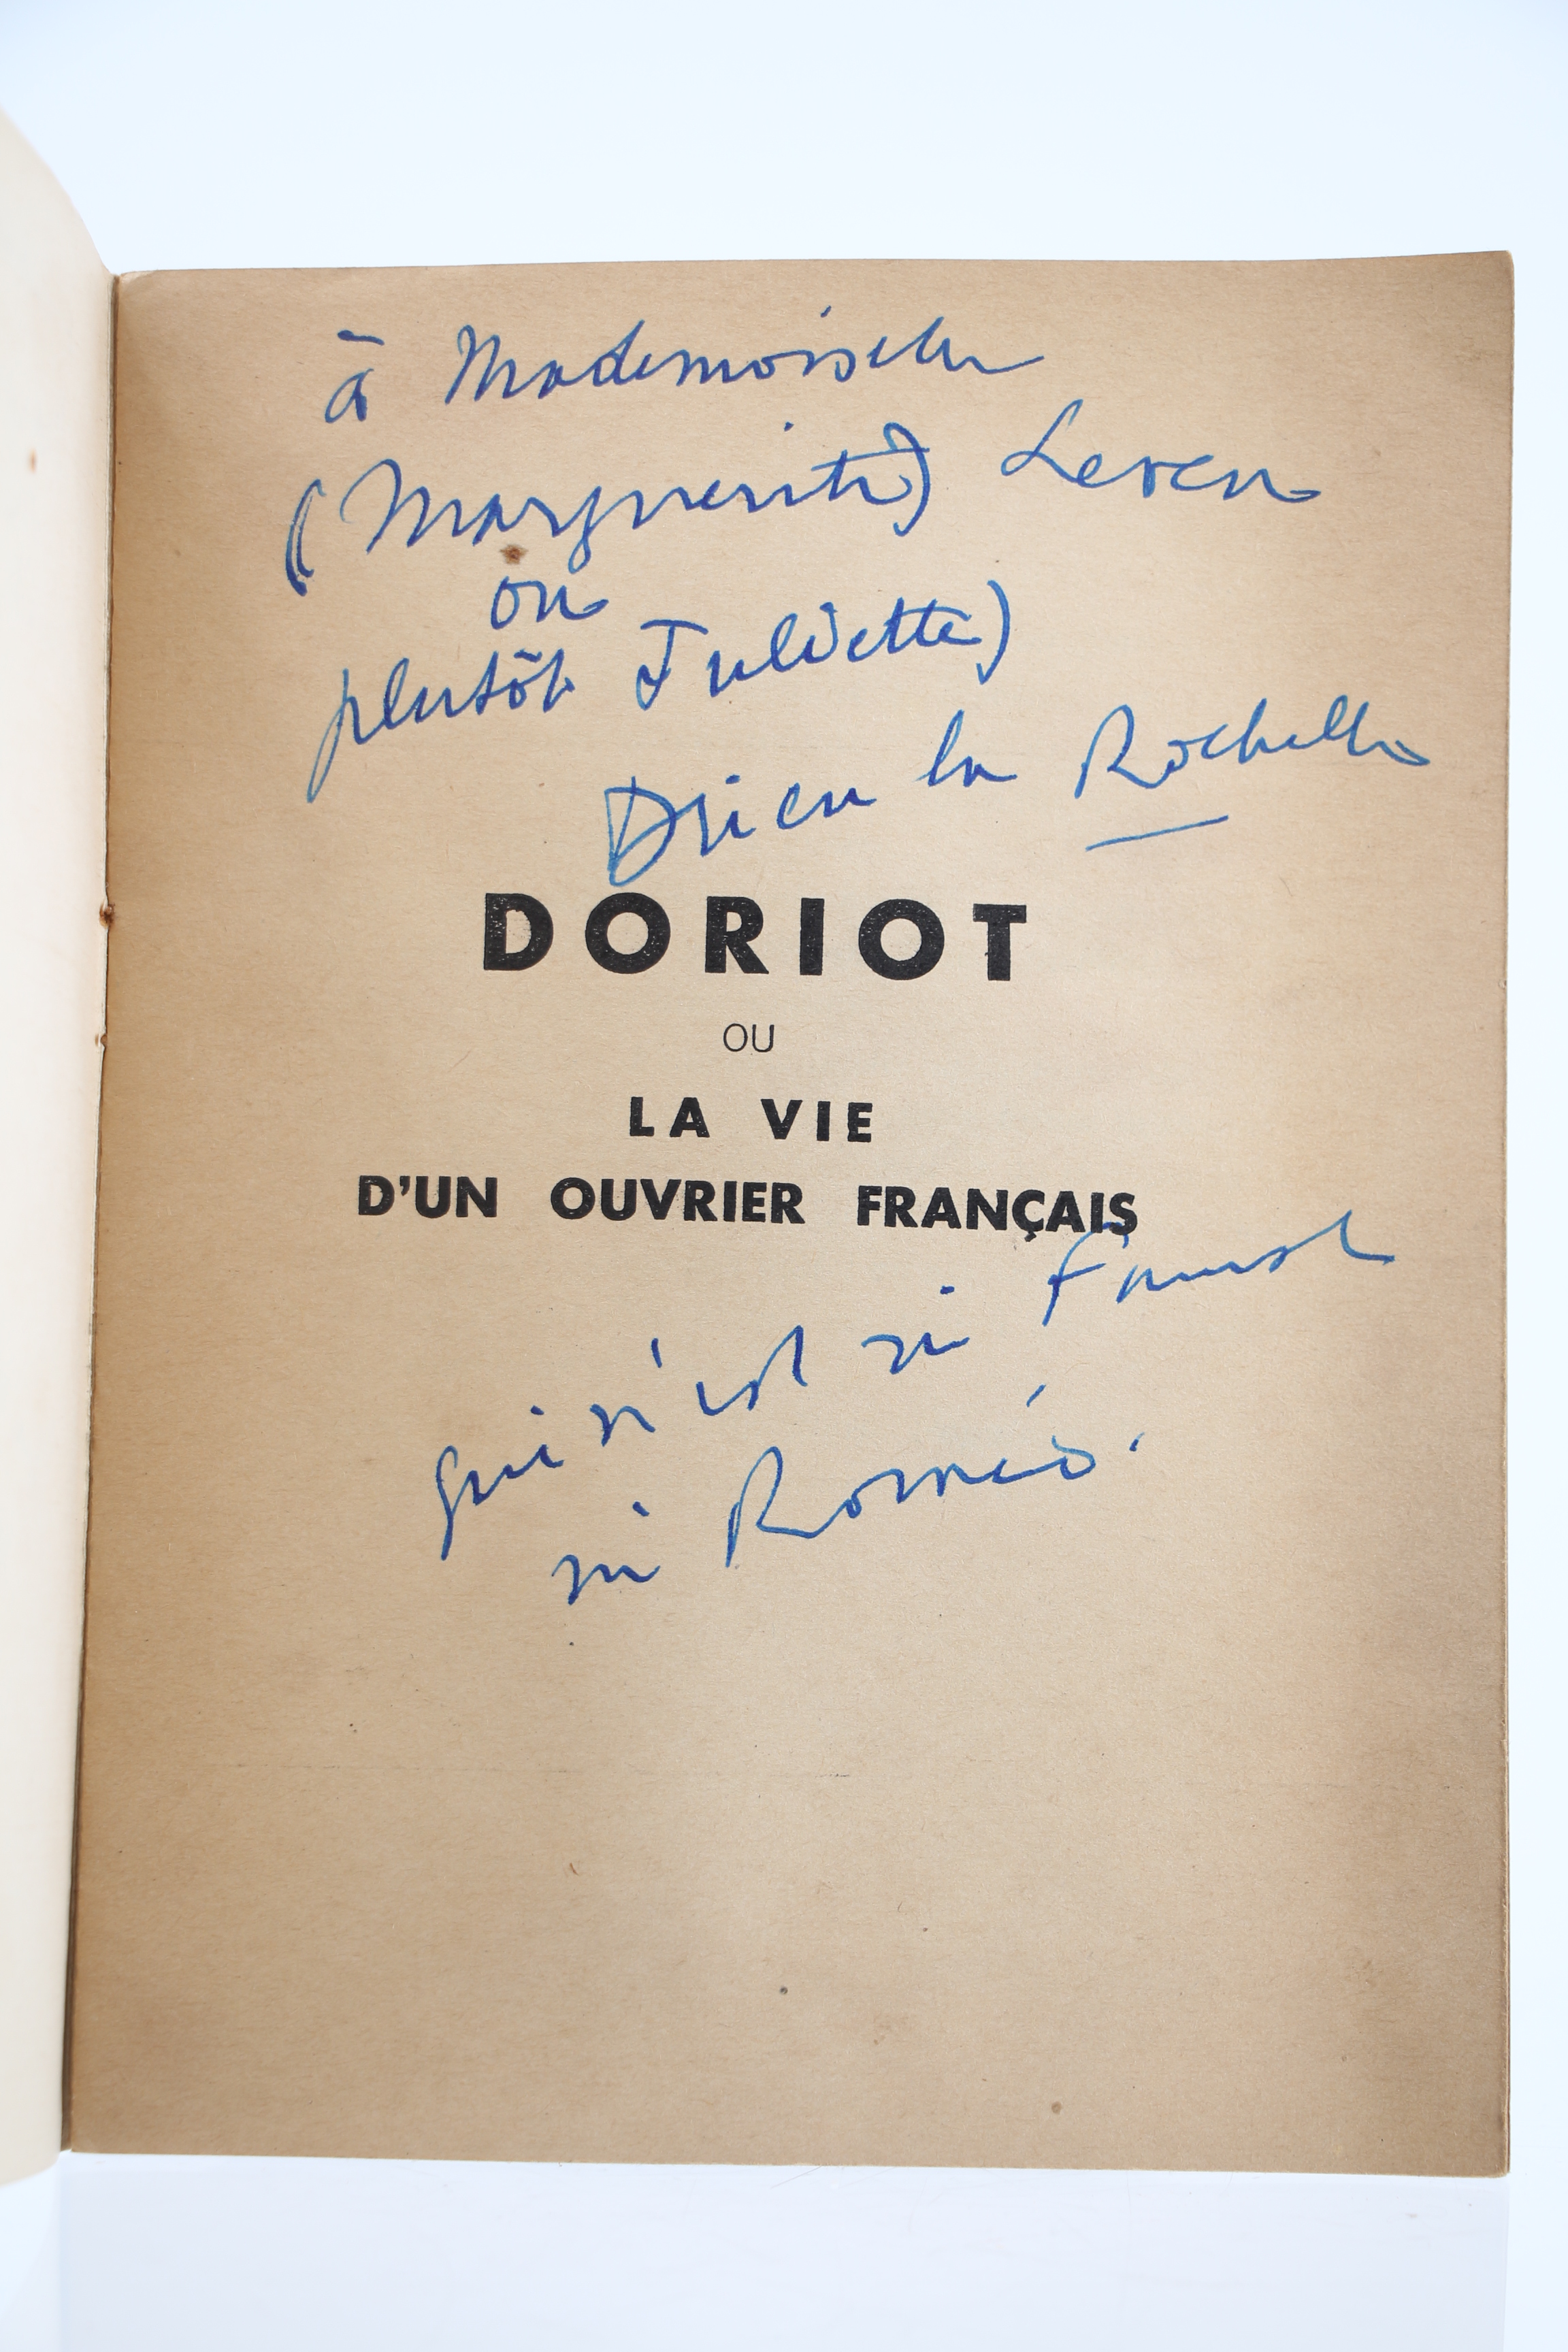 à Mademoiselle
(Marguerite)
ou
plutôt Juliette)
Drieu la Rochelle
DORIOT
OU
LA VIE
D'UN OUVRIER FRANÇAIS
qui n'est ni Faust
ni Roméo.